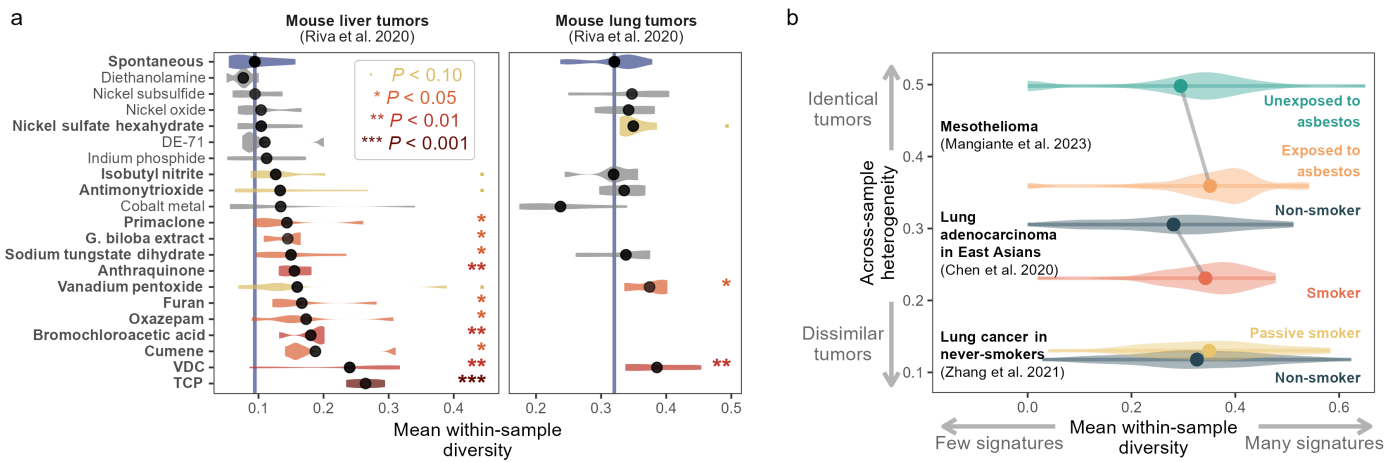 a
Mouse liver tumors
(Riva et al. 2020)
Mouse lung tumors
(Riva et al. 2020)
Spontaneous
Diethanolamine
Nickel subsulfide
Nickel oxide
Nickel sulfate hexahydrate
DE-71
Indium phosphide
Isobutyl nitrite
Antimonytrioxide
Cobalt metal
Primaclone
G. biloba extract
Sodium tungstate dihydrate
Anthraquinone
Vanadium pentoxide
Furan
Oxazepam
Bromochloroacetic acid
Cumene
VDC
TCP
· P < 0.10
* P < 0.05
** P < 0.01
*** P < 0.001
*
*
*
**
*
*
*
**
*
**
***
*
**
0.1 0.2 0.3 0.4
0.2 0.3 0.4 0.5
Mean within-sample
diversity
b
Identical
tumors
Across-sample
heterogeneity
Dissimilar
tumors
0.5
0.4
0.3
0.2
0.1
Mesothelioma
(Mangiante et al. 2023)
Unexposed to
asbestos
Exposed to
asbestos
Lung
adenocarcinoma
in East Asians
(Chen et al. 2020)
Non-smoker
Smoker
Lung cancer in
never-smokers
(Zhang et al. 2021)
Passive smoker
Non-smoker
0.0 0.2 0.4 0.6
Few signatures
Mean within-sample
diversity
Many signatures